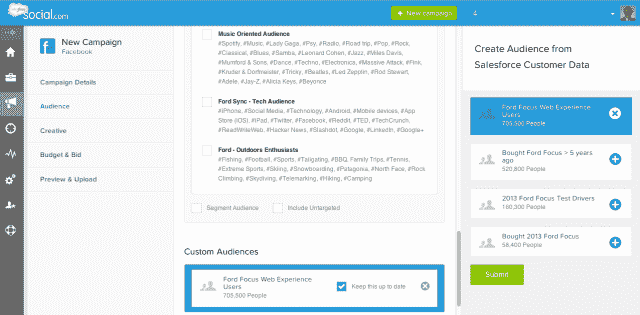 Social.com
+ New campaign
New Campaign
Facebook
Campaign Details
Audience
Creative
Budget & Bid
Preview & Upload
Music Oriented Audience
#Spotify, #Music, #Lady Gaga, #Psy, #Radio, #Road trip, #Pop, #Rock,
#Classical, #Blues, #Samba, #Leonard Cohen, #Jazz, #Miles Davis,
#Mumford & Sons, #Dance, #Techno, #Electronica, #Massive Attack, #Fink,
#Kruder & Dorfmeister, #Tricky, #Beatles, #Led Zepplin, #Rod Stewart,
#Adele, #Jay-Z, #Alicia Keys, #Beyonce
Ford Sync - Tech Audience
#iPhone, #Social Media, #Technology, #Android, #Mobile devices, #App
Store (iOS), #iPad, #Twitter, #Facebook, #Reddit, #TED, #TechCrunch,
#ReadWriteWeb, #Hacker News, #Slashdot, #Google, #LinkedIn, #Google+
Ford - Outdoors Enthusiasts
#Fishing, #Football, #Sports, #Tailgating, #BBQ, Family Trips, #Tennis,
#Extreme Sports, #Skiing, #Snowboarding, #Patagonia, #North Face, #Rock
Climbing, #Skydiving, #Telemarking, #Hiking, #Camping
Segment Audience
Include Untargeted
Custom Audiences
Ford Focus Web Experience
Users
705,500 People
Keep this up to date
Create Audience from
Salesforce Customer Data
Ford Focus Web Experience
Users
705,500 People
Bought Ford Focus > 5 years
ago
520,800 People
2013 Ford Focus Test Drivers
180,300 People
Bought 2013 Ford Focus
58,400 People
Submit